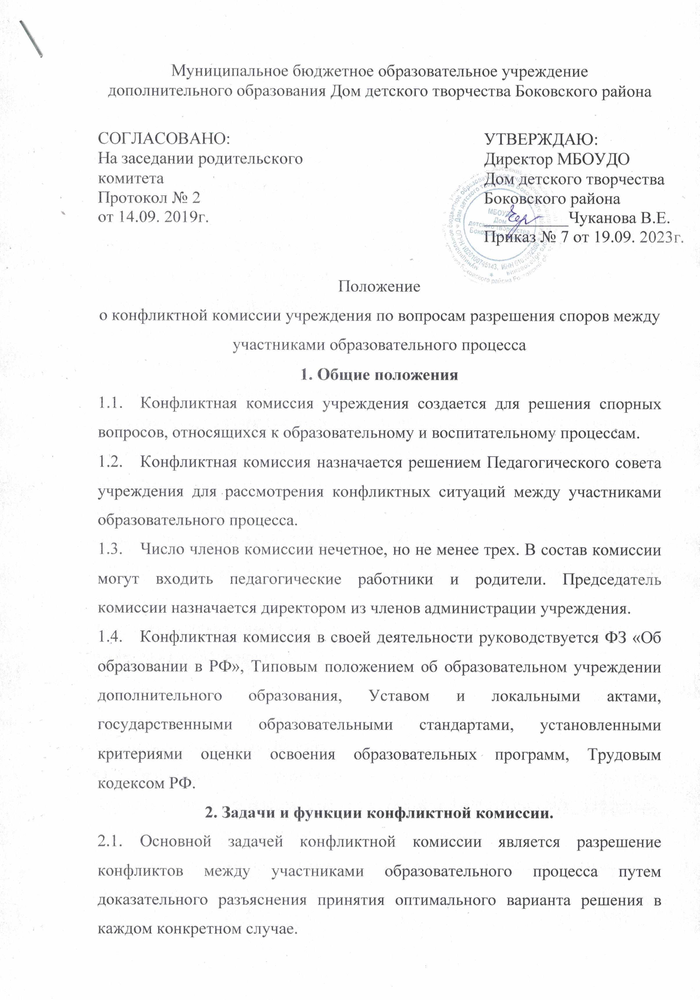 Муниципальное бюджетное образовательное учреждение
дополнительного образования Дом детского творчества Боковского района
СОГЛАСОВАНО:
На заседании родительского
комитета
Протокол № 2
от 14.09. 2019г.
УТВЕРЖДАЮ:
Директор МБОУДО
Дом детского творчества
Боковского района
Чуканова В.Е.
Приказ № 7 от 19.09. 2023г.
МБОУДО
Дом
детского творчества
Боковского района
Положение
о конфликтной комиссии учреждения по вопросам разрешения споров между
участниками образовательного процесса
1. Общие положения
1.1. Конфликтная комиссия учреждения создается для решения спорных
вопросов, относящихся к образовательному и воспитательному процессам.
1.2. Конфликтная комиссия назначается решением Педагогического совета
учреждения для рассмотрения конфликтных ситуаций между участниками
образовательного процесса.
1.3. Число членов комиссии нечетное, но не менее трех. В состав комиссии
могут входить педагогические работники и родители. Председатель
комиссии назначается директором из членов администрации учреждения.
1.4. Конфликтная комиссия в своей деятельности руководствуется ФЗ «Об
образовании в РФ», Типовым положением об образовательном учреждении
дополнительного образования, Уставом и локальными актами,
государственными образовательными стандартами, установленными
критериями оценки освоения образовательных программ, Трудовым
кодексом РФ.
2. Задачи и функции конфликтной комиссии.
2.1. Основной задачей конфликтной комиссии является разрешение
конфликтов между участниками образовательного процесса путем
доказательного разъяснения принятия оптимального варианта решения в
каждом конкретном случае.